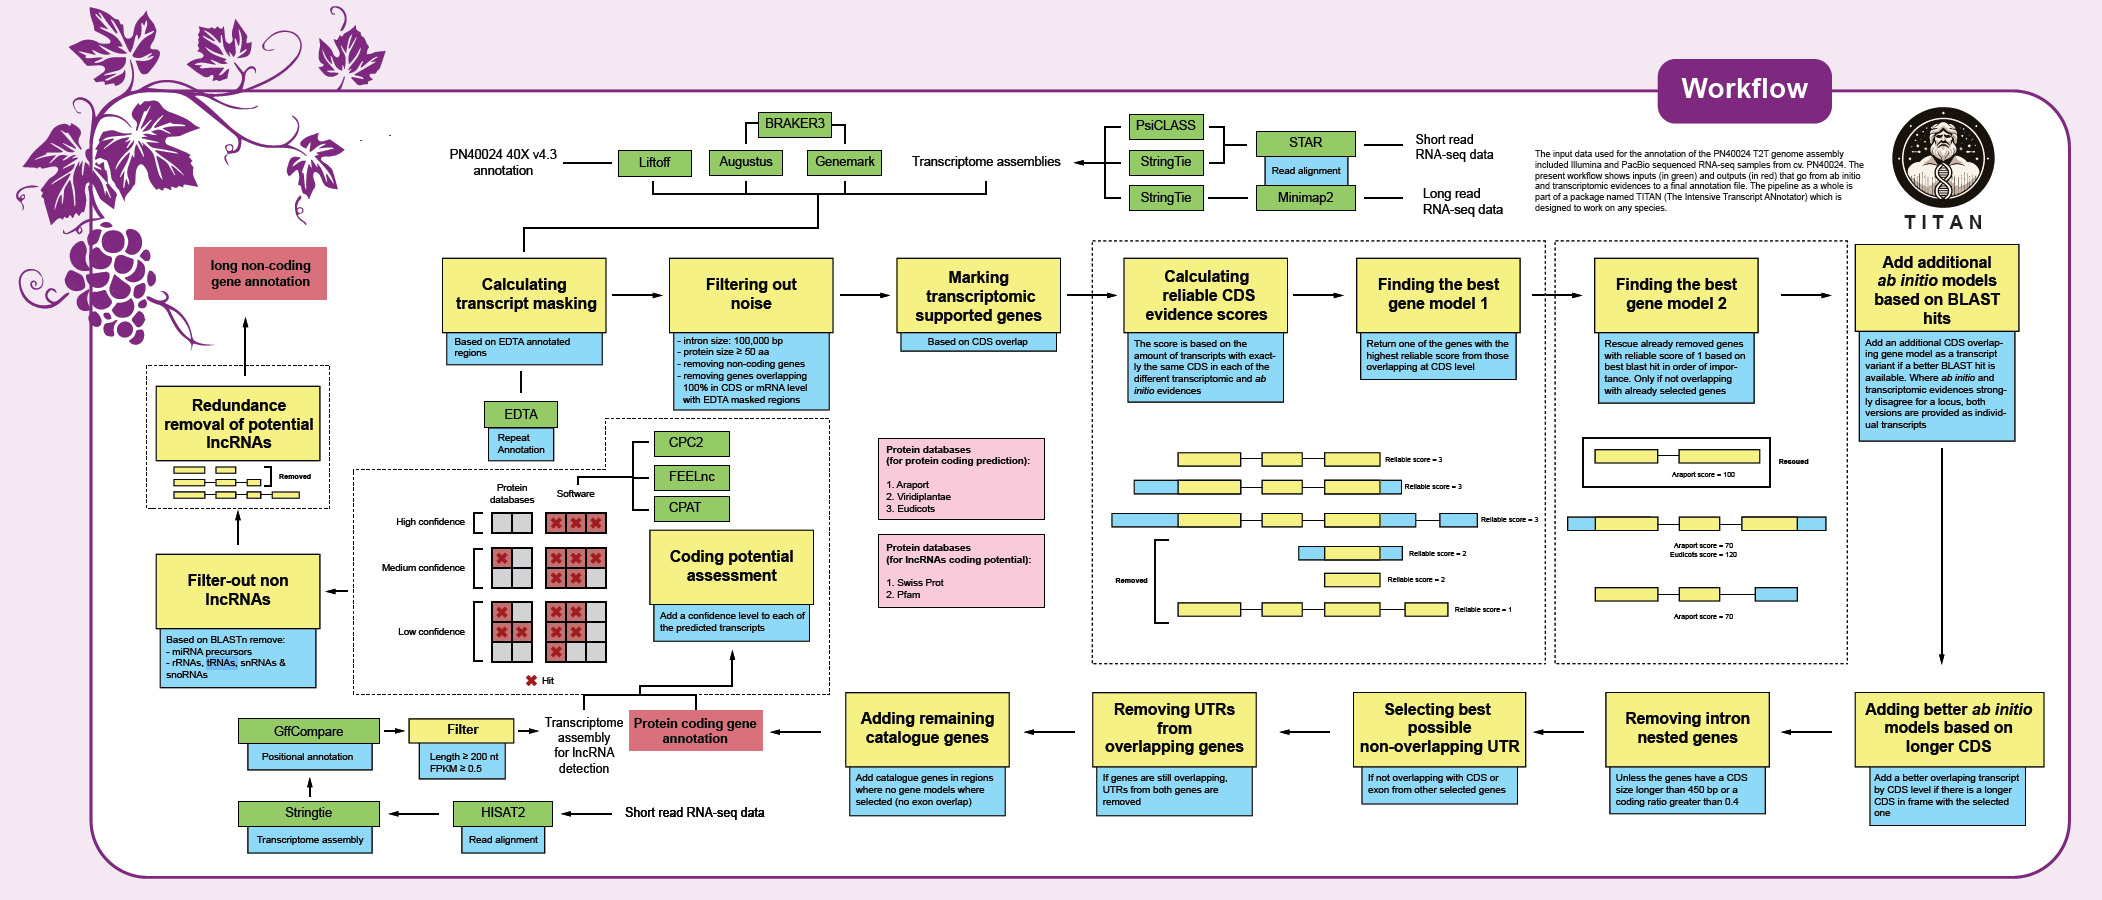 Workflow
BRAKER3
PN40024 40X v4.3
annotation
Liftoff
Augustus
Genemark
Transcriptome assemblies
PsiCLASS
StringTie
StringTie
STAR
Read alignment
Minimap2
Short read
RNA-seq data
Long read
RNA-seq data
The input data used for the annotation of the PN40024 T2T genome assembly
included Illumina and PacBio sequenced RNA-seq samples from cv. PN40024. The
present workflow shows inputs (in green) and outputs (in red) that go from ab initio
and transcriptomic evidences to a final annotation file. The pipeline as a whole is
part of a package named TITAN (The Intensive Transcript ANnotator) which is
designed to work on any species.
TITAN
long non-coding
gene annotation
Calculating
transcript masking
Based on EDTA annotated
regions
EDTA
Repeat
Annotation
Filtering out
noise
- intron size: 100,000 bp
- protein size ≥ 50 aa
- removing non-coding genes
- removing genes overlapping
100% in CDS or mRNA level
with EDTA masked regions
Marking
transcriptomic
supported genes
Based on CDS overlap
Calculating
reliable CDS
evidence scores
The score is based on the
amount of transcripts with exact-
ly the same CDS in each of the
different transcriptomic and ab
initio evidences
Finding the best
gene model 1
Return one of the genes with the
highest reliable score from those
overlapping at CDS level
Finding the best
gene model 2
Rescue already removed genes
with reliable score of 1 based on
best blast hit in order of impor-
tance. Only if not overlapping
with already selected genes
Add additional
ab initio models
based on BLAST
hits
Add an additional CDS overlap-
ing gene model as a transcript
variant if a better BLAST hit is
available. Where ab initio and
transcriptomic evidences strong-
ly disagree for a locus, both
versions are provided as individ-
ual transcripts
Redundance
removal of potential
lncRNAs
Removed
Filter-out non
lncRNAs
Based on BLASTn remove:
- miRNA precursors
- rRNAs, tRNAs, snRNAs &
snoRNAs
Protein
databases
Software
High confidence
Medium confidence
Low confidence
Hit
CPC2
FEELnc
CPAT
Coding potential
assessment
Add a confidence level to each of
the predicted transcripts
Protein databases
(for protein coding prediction):
1. Araport
2. Viridiplantae
3. Eudicots
Protein databases
(for lncRNAs coding potential):
1. Swiss Prot
2. Pfam
Reliable score = 3
Reliable score = 3
Reliable score = 3
Removed
Reliable score = 2
Reliable score = 2
Reliable score = 1
Rescued
Araport score = 100
Araport score = 70
Eudicots score = 120
Araport score = 70
GffCompare
Positional annotation
Filter
Length ≥ 200 nt
FPKM ≥ 0.5
Transcriptome
assembly
for lncRNA
detection
Protein coding gene
annotation
Adding remaining
catalogue genes
Add catalogue genes in regions
where no gene models where
selected (no exon overlap)
Removing UTRs
from
overlapping genes
If genes are still overlapping,
UTRs from both genes are
removed
Selecting best
possible
non-overlapping UTR
If not overlapping with CDS or
exon from other selected genes
Removing intron
nested genes
Unless the genes have a CDS
size longer than 450 bp or a
coding ratio greater than 0.4
Adding better ab initio
models based on
longer CDS
Add a better overlaping transcript
by CDS level if there is a longer
CDS in frame with the selected
one
Stringtie
Transcriptome assembly
HISAT2
Read alignment
Short read RNA-seq data